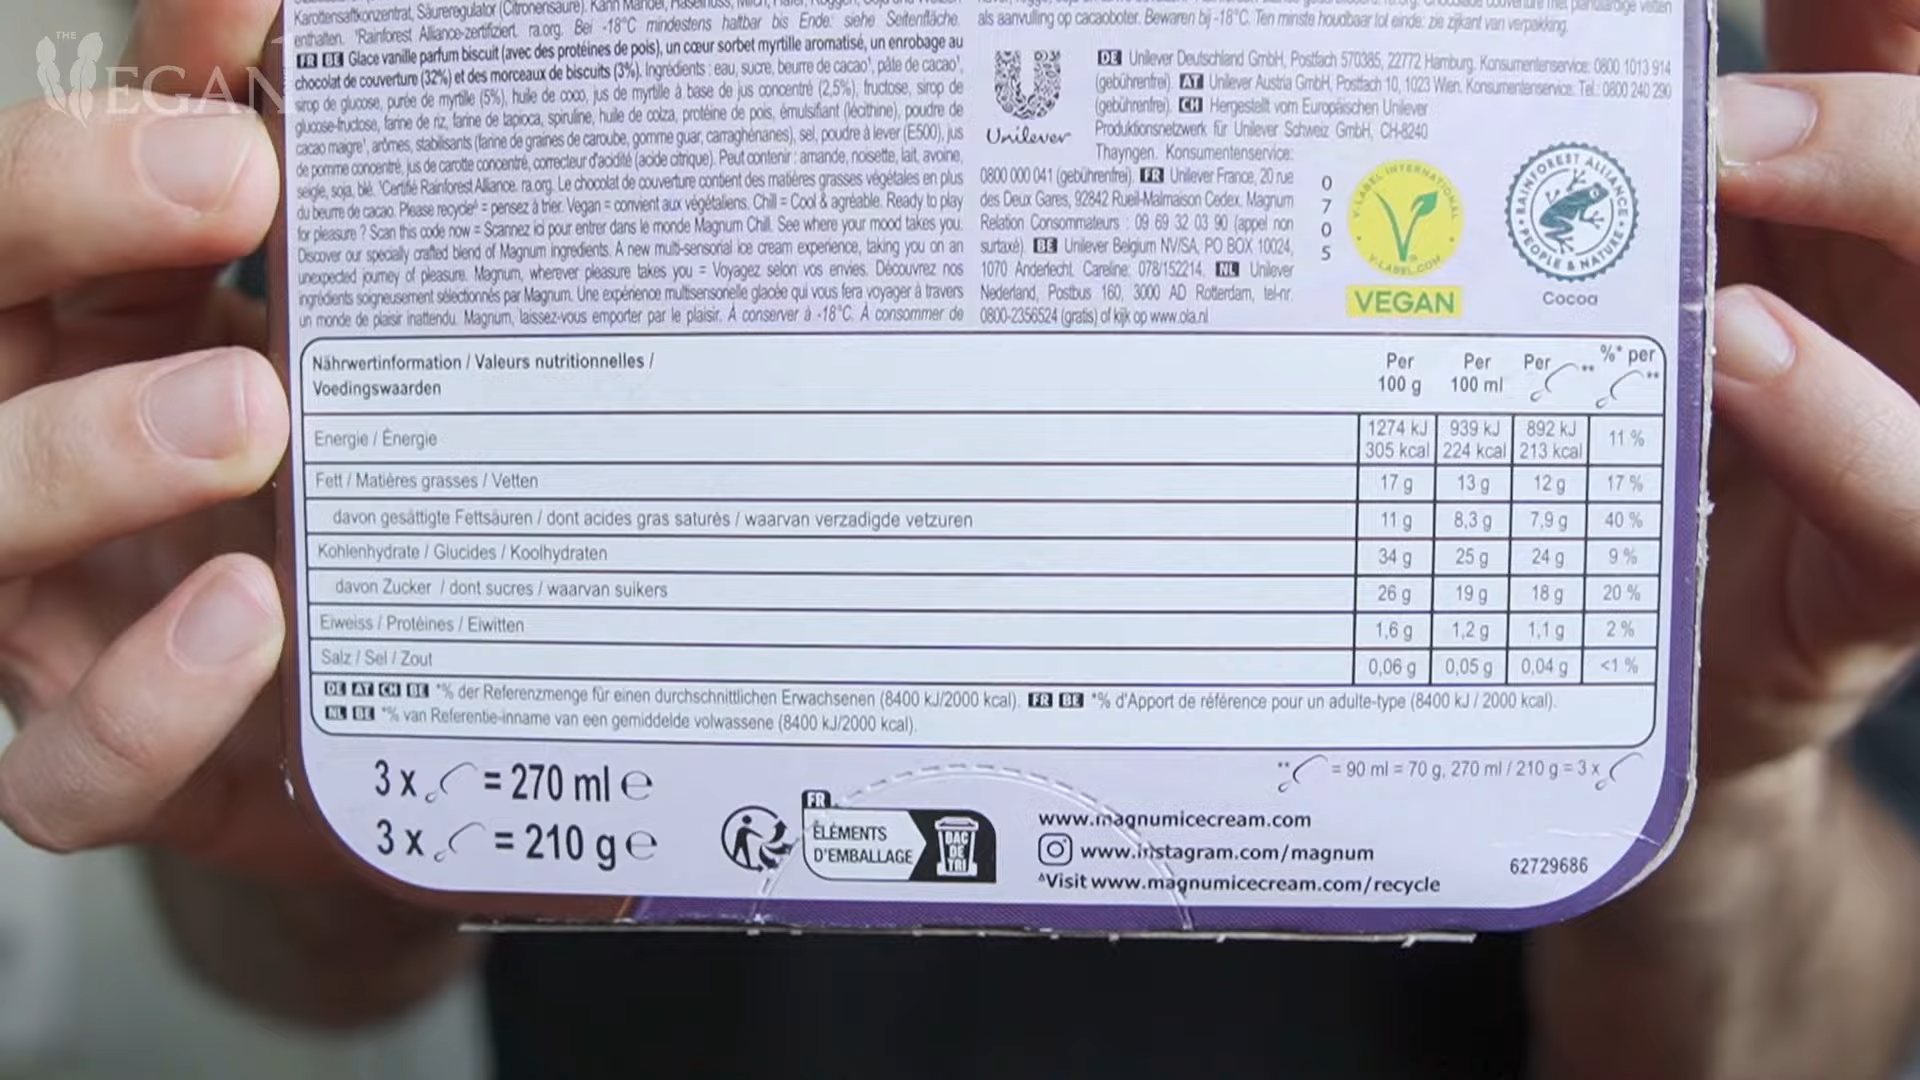 THE
VEGAN
Karottensaftkonzentrat, Säureregulator (Citronensäure). Kann Mandel, Haselnuss, Milch, Hafer, Roggen,
enthalten. ¹Rainforest Alliance-zertifiziert. ra.org. Bei -18°C mindestens haltbar bis Ende: siehe Seitenfläche.
FR BE Glace vanille parfum biscuit (avec des protéines de pois), un cœur sorbet myrtille aromatisé, un enrobage au
chocolat de couverture (32%) et des morceaux de biscuits (3%). Ingrédients : eau, sucre, beurre de cacao¹, pâte de cacao¹,
sirop de glucose, purée de myrtille (5%), huile de coco, jus de myrtille à base de jus concentré (2,5%), fructose, sirop de
glucose-fructose, farine de riz, farine de tapioca, spiruline, huile de colza, protéine de pois, émulsifiant (lécithine), poudre de
cacao maigre¹, arômes, stabilisants (farine de graines de caroube, gomme guar, carraghénanes), sel, poudre à lever (E500), jus
de pomme concentré, jus de carotte concentré, correcteur d'acidité (acide citrique). Peut contenir : amande, noisette, lait, avoine,
seigle, soja, blé. ¹Certifié Rainforest Alliance. ra.org. Le chocolat de couverture contient des matières grasses végétales en plus
du beurre de cacao. Please recycle = pensez à trier. Vegan = convient aux végétaliens. Chill = Cool & agréable. Ready to play
for pleasure ? Scan this code now = Scannez ici pour entrer dans le monde Magnum Chill. See where your mood takes you.
Discover our specially crafted blend of Magnum ingredients. A new multi-sensorial ice cream experience, taking you on an
unexpected journey of pleasure. Magnum, wherever pleasure takes you = Voyagez selon vos envies. Découvrez nos
ingrédients soigneusement sélectionnés par Magnum. Une expérience multisensorielle glacée qui vous fera voyager à travers
un monde de plaisir inattendu. Magnum, laissez-vous emporter par le plaisir. À conserver à -18°C. À consommer de
als aanvulling op cacaoboter. Bewaren bij -18°C. Ten minste houdbaar tot einde: zie zijkant van verpakking.
Unilever
DE Unilever Deutschland GmbH, Postfach 570385, 22772 Hamburg. Konsumentenservice: 0800 1013 914
(gebührenfrei). AT Unilever Austria GmbH, Postfach 10, 1023 Wien. Konsumentenservice: Tel.: 0800 240 290
(gebührenfrei). CH Hergestellt vom Europäischen Unilever
Produktionsnetzwerk für Unilever Schweiz GmbH, CH-8240
Thayngen. Konsumentenservice:
0800 000 041 (gebührenfrei). FR Unilever France, 20 rue
des Deux Gares, 92842 Rueil-Malmaison Cedex. Magnum
Relation Consommateurs : 09 69 32 03 90 (appel non
surtaxé). BE Unilever Belgium NV/SA, PO BOX 10024,
1070 Anderlecht. Careline: 078/152214. NL Unilever
Nederland, Postbus 160, 3000 AD Rotterdam, tel-nr.
0800-2356524 (gratis) of kijk op www.ola.nl
0
7
0
5
V-LABEL INTERNATIONAL
V-LABEL.COM
VEGAN
RAINFOREST ALLIANCE
PEOPLE & NATURE
Cocoa
Nährwertinformation / Valeurs nutritionnelles /
Voedingswaarden
Per 100 g Per 100 ml Per ** %* per **
Energie / Énergie 1274 kJ 305 kcal 939 kJ 224 kcal 892 kJ 213 kcal 11 %
Fett / Matières grasses / Vetten 17 g 13 g 12 g 17 %
davon gesättigte Fettsäuren / dont acides gras saturés / waarvan verzadigde vetzuren 11 g 8,3 g 7,9 g 40 %
Kohlenhydrate / Glucides / Koolhydraten 34 g 25 g 24 g 9 %
davon Zucker / dont sucres / waarvan suikers 26 g 19 g 18 g 20 %
Eiweiss / Protéines / Eiwitten 1,6 g 1,2 g 1,1 g 2 %
Salz / Sel / Zout 0,06 g 0,05 g 0,04 g <1 %
DE AT CH BE *% der Referenzmenge für einen durchschnittlichen Erwachsenen (8400 kJ/2000 kcal). FR BE *% d'Apport de référence pour un adulte-type (8400 kJ / 2000 kcal).
NL BE *% van Referentie-inname van een gemiddelde volwassene (8400 kJ/2000 kcal).
3 x = 270 ml e
3 x = 210 g e
FR
ÉLÉMENTS
D'EMBALLAGE
BAC
DE
TRI
** = 90 ml = 70 g, 270 ml / 210 g = 3 x
www.magnumicecream.com
www.instagram.com/magnum
ᐞVisit www.magnumicecream.com/recycle
62729686